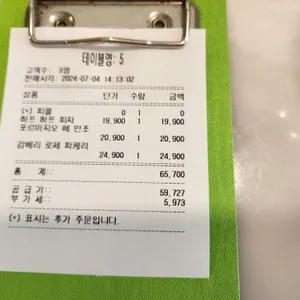 테이블명: 5
고객수: 3명
판매시각: 2024-07-04 14:13:02
상품 단가 수량 금액
(+) 피클 0 1 0
하프 하프 피자 19,900 1 19,900
포르마지오 에 만조
20,900 1 20,900
감베리 로제 파케리
24,900 1 24,900
총 계:: 65,700
공 급 가:: 59,727
부 가 세:: 5,973
(+) 표시는 추가 주문입니다.